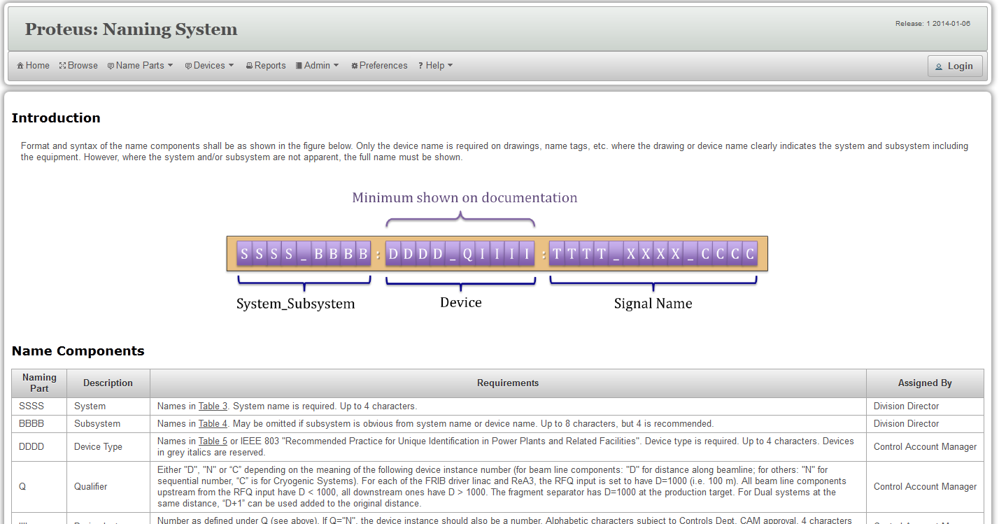 Proteus: Naming System
Release: 1 2014-01-06
Home Browse Name Parts Devices Reports Admin Preferences ? Help Login
Introduction
Format and syntax of the name components shall be as shown in the figure below. Only the device name is required on drawings, name tags, etc. where the drawing or device name clearly indicates the system and subsystem including
the equipment. However, where the system and/or subsystem are not apparent, the full name must be shown.
Minimum shown on documentation
S S S S _ B B B B : D D D D _ Q I I I I : T T T T _ X X X X _ C C C C
System_Subsystem Device Signal Name
Name Components
Naming
Part
Description
Requirements
Assigned By
SSSS
System
Names in Table 3. System name is required. Up to 4 characters.
Division Director
BBBB
Subsystem
Names in Table 4. May be omitted if subsystem is obvious from system name or device name. Up to 8 characters, but 4 is recommended.
Division Director
DDDD
Device Type
Names in Table 5 or IEEE 803 "Recommended Practice for Unique Identification in Power Plants and Related Facilities". Device type is required. Up to 4 characters. Devices
in grey italics are reserved.
Control Account Manager
Q
Qualifier
Either "D", "N" or “C” depending on the meaning of the following device instance number (for beam line components: "D" for distance along beamline; for others: "N" for
sequential number, “C” is for Cryogenic Systems). For each of the FRIB driver linac and ReA3, the RFQ input is set to have D=1000 (i.e. 100 m). All beam line components
upstream from the RFQ input have D < 1000, all downstream ones have D > 1000. The fragment separator has D=1000 at the production target. For Dual systems at the
same distance, “D+1” can be used added to the original distance.
Control Account Manager
Number as defined under Q (see above). If Q="N", the device instance should also be a number. Alphabetic characters subject to Controls Dept. CAM approval. 4 characters